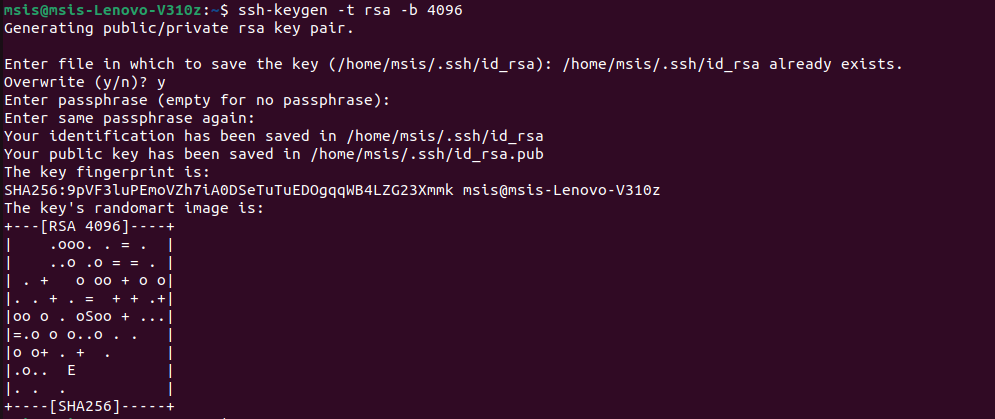 msis@msis-Lenovo-V310z:~$ ssh-keygen -t rsa -b 4096
Generating public/private rsa key pair.
Enter file in which to save the key (/home/msis/.ssh/id_rsa): /home/msis/.ssh/id_rsa already exists.
Overwrite (y/n)? y
Enter passphrase (empty for no passphrase):
Enter same passphrase again:
Your identification has been saved in /home/msis/.ssh/id_rsa
Your public key has been saved in /home/msis/.ssh/id_rsa.pub
The key fingerprint is:
SHA256:9pVF3luPEmoVZh7iA0DSeTuTuEDOgqqWB4LZG23Xmmk msis@msis-Lenovo-V310z
The key's randomart image is:
+---[RSA 4096]----+
|    .ooo. . = .  |
|    ..o .o = = . |
| . +   o oo + o o|
|. . + . =  + + .+|
|oo o . oSoo + ...|
|=.o o o..o . .   |
|o o+ . +  .      |
|.o..  E          |
|. .  .           |
+----[SHA256]-----+